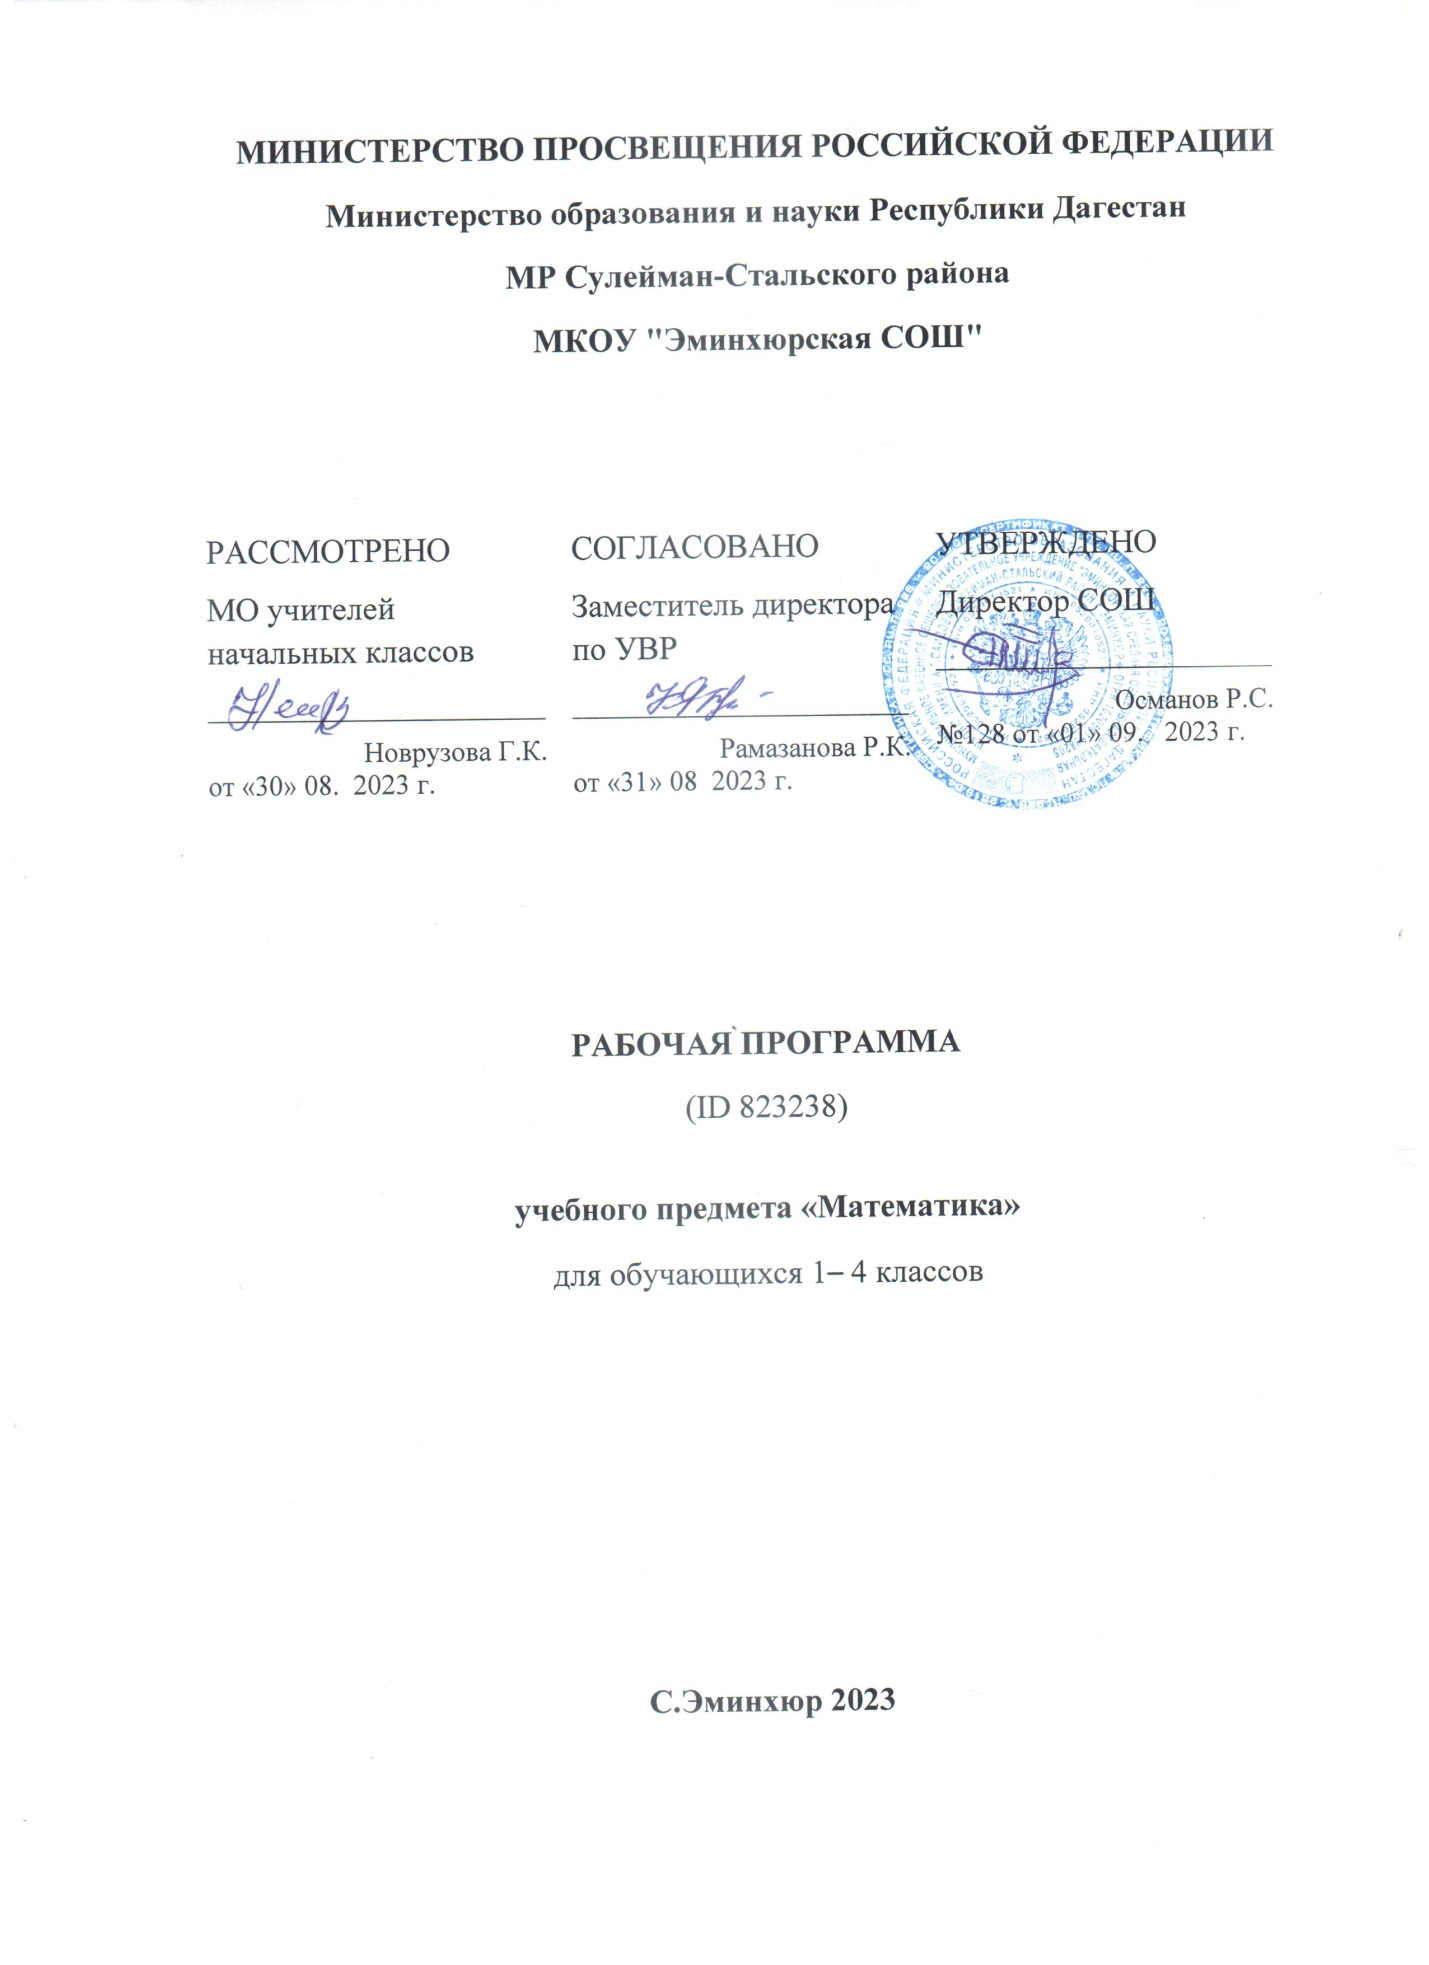 МИНИСТЕРСТВО ПРОСВЕЩЕНИЯ РОССИЙСКОЙ ФЕДЕРАЦИИ
Министерство образования и науки Республики Дагестан
МР Сулейман-Стальского района
МКОУ "Эминхюрская СОШ"
РАССМОТРЕНО
МО учителей
начальных классов
Новрузова Г.К.
от «30» 08. 2023 г.
СОГЛАСОВАНО
Заместитель директора
по УВР
Рамазанова Р.К.
от «31» 08 2023 г.
УТВЕРЖДЕНО
Директор СОШ
Османов Р.С.
№128 от «01» 09. 2023 г.
РАБОЧАЯ ПРОГРАММА
(ID 823238)
учебного предмета «Математика»
для обучающихся 1– 4 классов
С.Эминхюр 2023